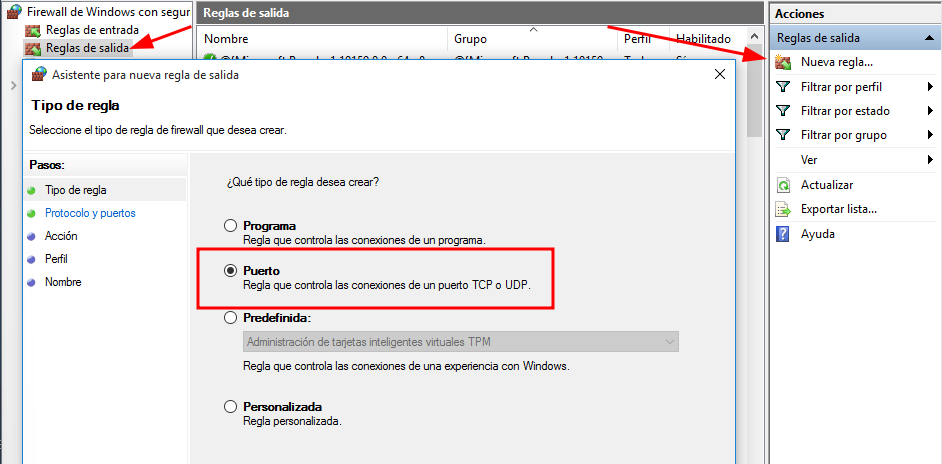 Firewall de Windows con segur
Reglas de entrada
Reglas de salida
Reglas de salida
Nombre Grupo Perfil Habilitado
Asistente para nueva regla de salida
Tipo de regla
Seleccione el tipo de regla de firewall que desea crear.
Pasos:
Tipo de regla
Protocolo y puertos
Acción
Perfil
Nombre
¿Qué tipo de regla desea crear?
Programa
Regla que controla las conexiones de un programa.
Puerto
Regla que controla las conexiones de un puerto TCP o UDP.
Predefinida:
Administración de tarjetas inteligentes virtuales TPM
Regla que controla las conexiones de una experiencia con Windows.
Personalizada
Regla personalizada.
Acciones
Reglas de salida
Nueva regla...
Filtrar por perfil
Filtrar por estado
Filtrar por grupo
Ver
Actualizar
Exportar lista...
Ayuda